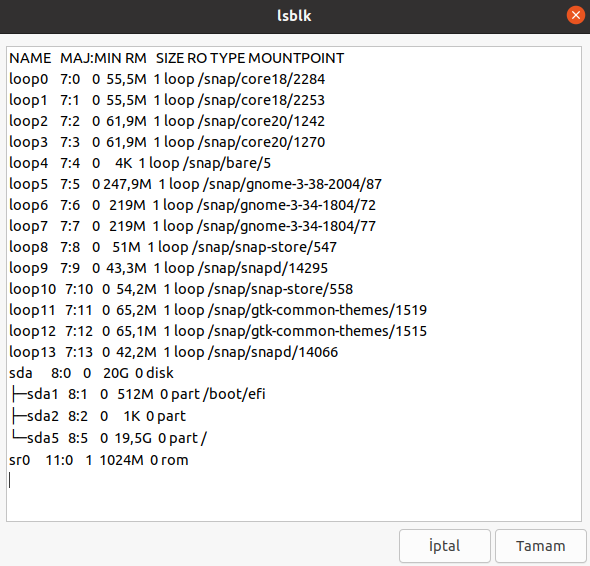 lsblk
NAME MAJ:MIN RM SIZE RO TYPE MOUNTPOINT
loop0 7:0 0 55,5M 1 loop /snap/core18/2284
loop1 7:1 0 55,5M 1 loop /snap/core18/2253
loop2 7:2 0 61,9M 1 loop /snap/core20/1242
loop3 7:3 0 61,9M 1 loop /snap/core20/1270
loop4 7:4 0 4K 1 loop /snap/bare/5
loop5 7:5 0 247,9M 1 loop /snap/gnome-3-38-2004/87
loop6 7:6 0 219M 1 loop /snap/gnome-3-34-1804/72
loop7 7:7 0 219M 1 loop /snap/gnome-3-34-1804/77
loop8 7:8 0 51M 1 loop /snap/snap-store/547
loop9 7:9 0 43,3M 1 loop /snap/snapd/14295
loop10 7:10 0 54,2M 1 loop /snap/snap-store/558
loop11 7:11 0 65,2M 1 loop /snap/gtk-common-themes/1519
loop12 7:12 0 65,1M 1 loop /snap/gtk-common-themes/1515
loop13 7:13 0 42,2M 1 loop /snap/snapd/14066
sda 8:0 0 20G 0 disk
├─sda1 8:1 0 512M 0 part /boot/efi
├─sda2 8:2 0 1K 0 part
└─sda5 8:5 0 19,5G 0 part /
sr0 11:0 1 1024M 0 rom
İptal Tamam